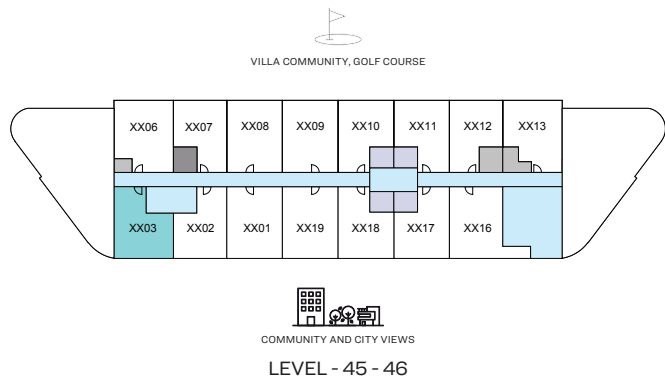 VILLA COMMUNITY, GOLF COURSE
XX06 XX07 XX08 XX09 XX10 XX11 XX12 XX13
XX03 XX02 XX01 XX19 XX18 XX17 XX16
COMMUNITY AND CITY VIEWS
LEVEL - 45 - 46